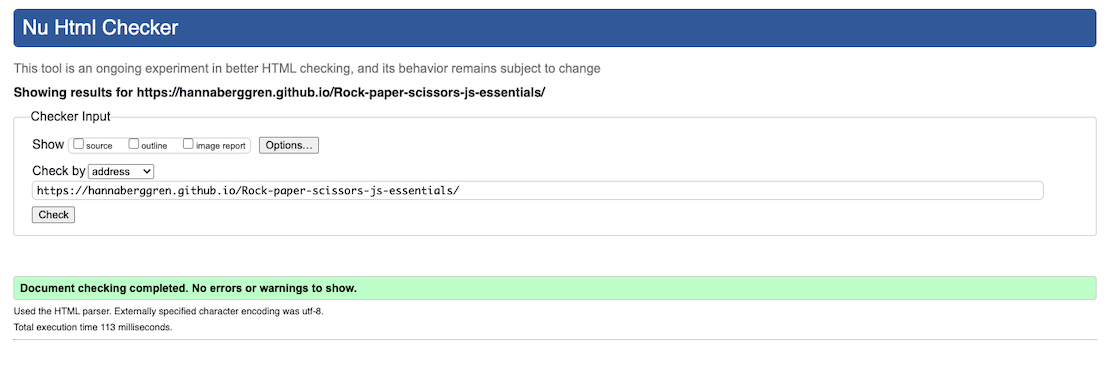 Nu Html Checker
This tool is an ongoing experiment in better HTML checking, and its behavior remains subject to change
Showing results for https://hannaberggren.github.io/Rock-paper-scissors-js-essentials/
Checker Input
Show source outline image report Options...
Check by address
https://hannaberggren.github.io/Rock-paper-scissors-js-essentials/
Check
Document checking completed. No errors or warnings to show.
Used the HTML parser. Externally specified character encoding was utf-8.
Total execution time 113 milliseconds.